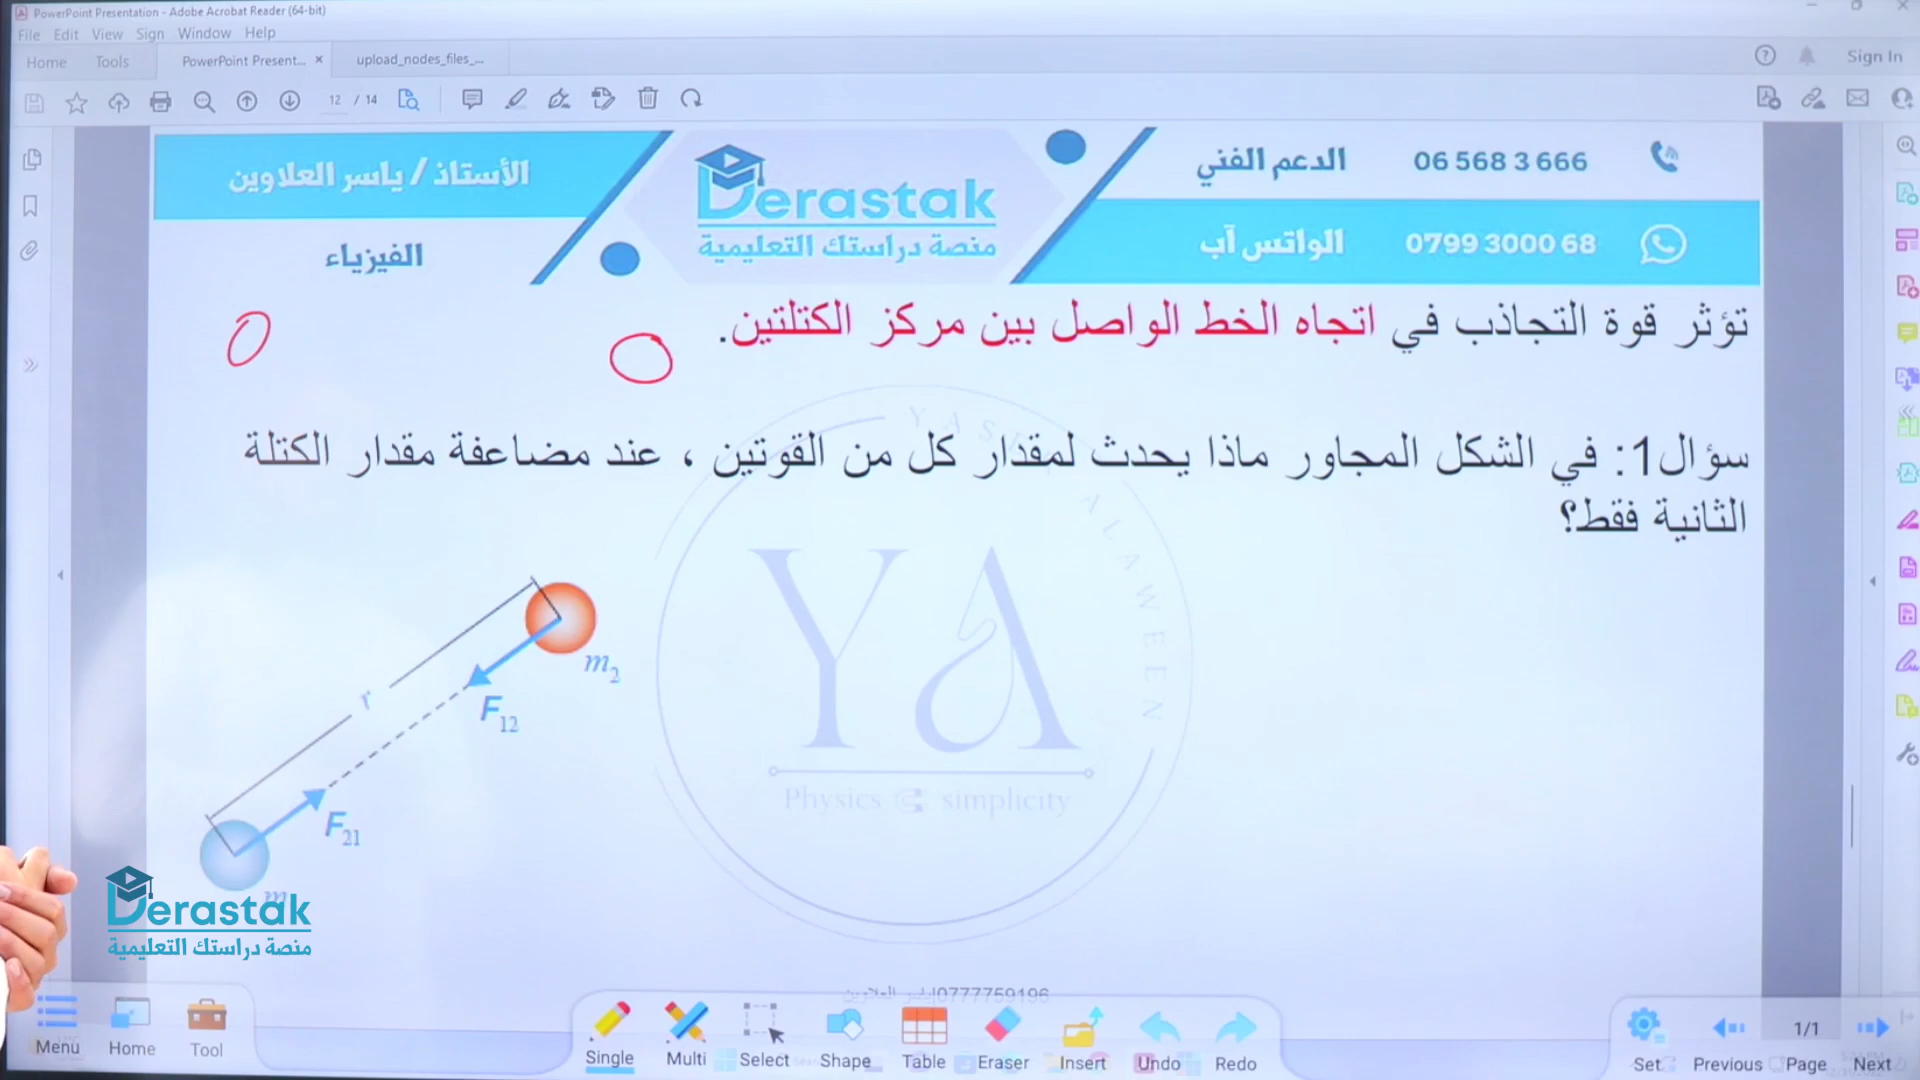 PowerPoint Presentation - Adobe Acrobat Reader (64-bit)
File Edit View Sign Window Help
Home Tools PowerPoint Present... × upload_nodes_files_... Sign In
12 / 14
الأستاذ / ياسر العلاوين
الفيزياء
Derastak
منصة دراستك التعليمية
الدعم الفني 06 568 3 666
الواتس آب 0799 3000 68
تؤثر قوة التجاذب في اتجاه الخط الواصل بين مركز الكتلتين.
سؤال1: في الشكل المجاور ماذا يحدث لمقدار كل من القوتين ، عند مضاعفة مقدار الكتلة
الثانية فقط؟
YA
ALAWEEN
Physics simplicity
m2
r
F12
F21
m
Derastak
منصة دراستك التعليمية
0777759196
Menu Home Tool
Single Multi Select Shape Table Eraser Insert Undo Redo
1/1
Set Previous Page Next